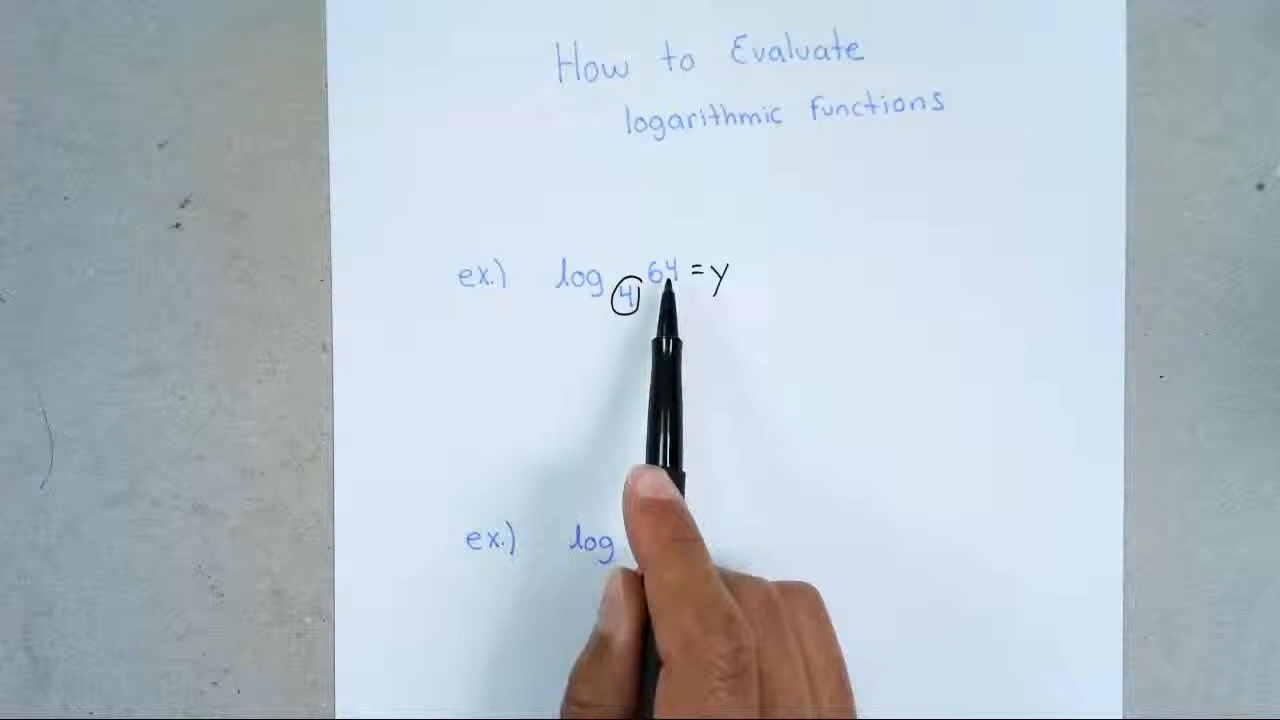 How to Evaluate
logarithmic functions
ex.) log 4 64 = y
ex.) log